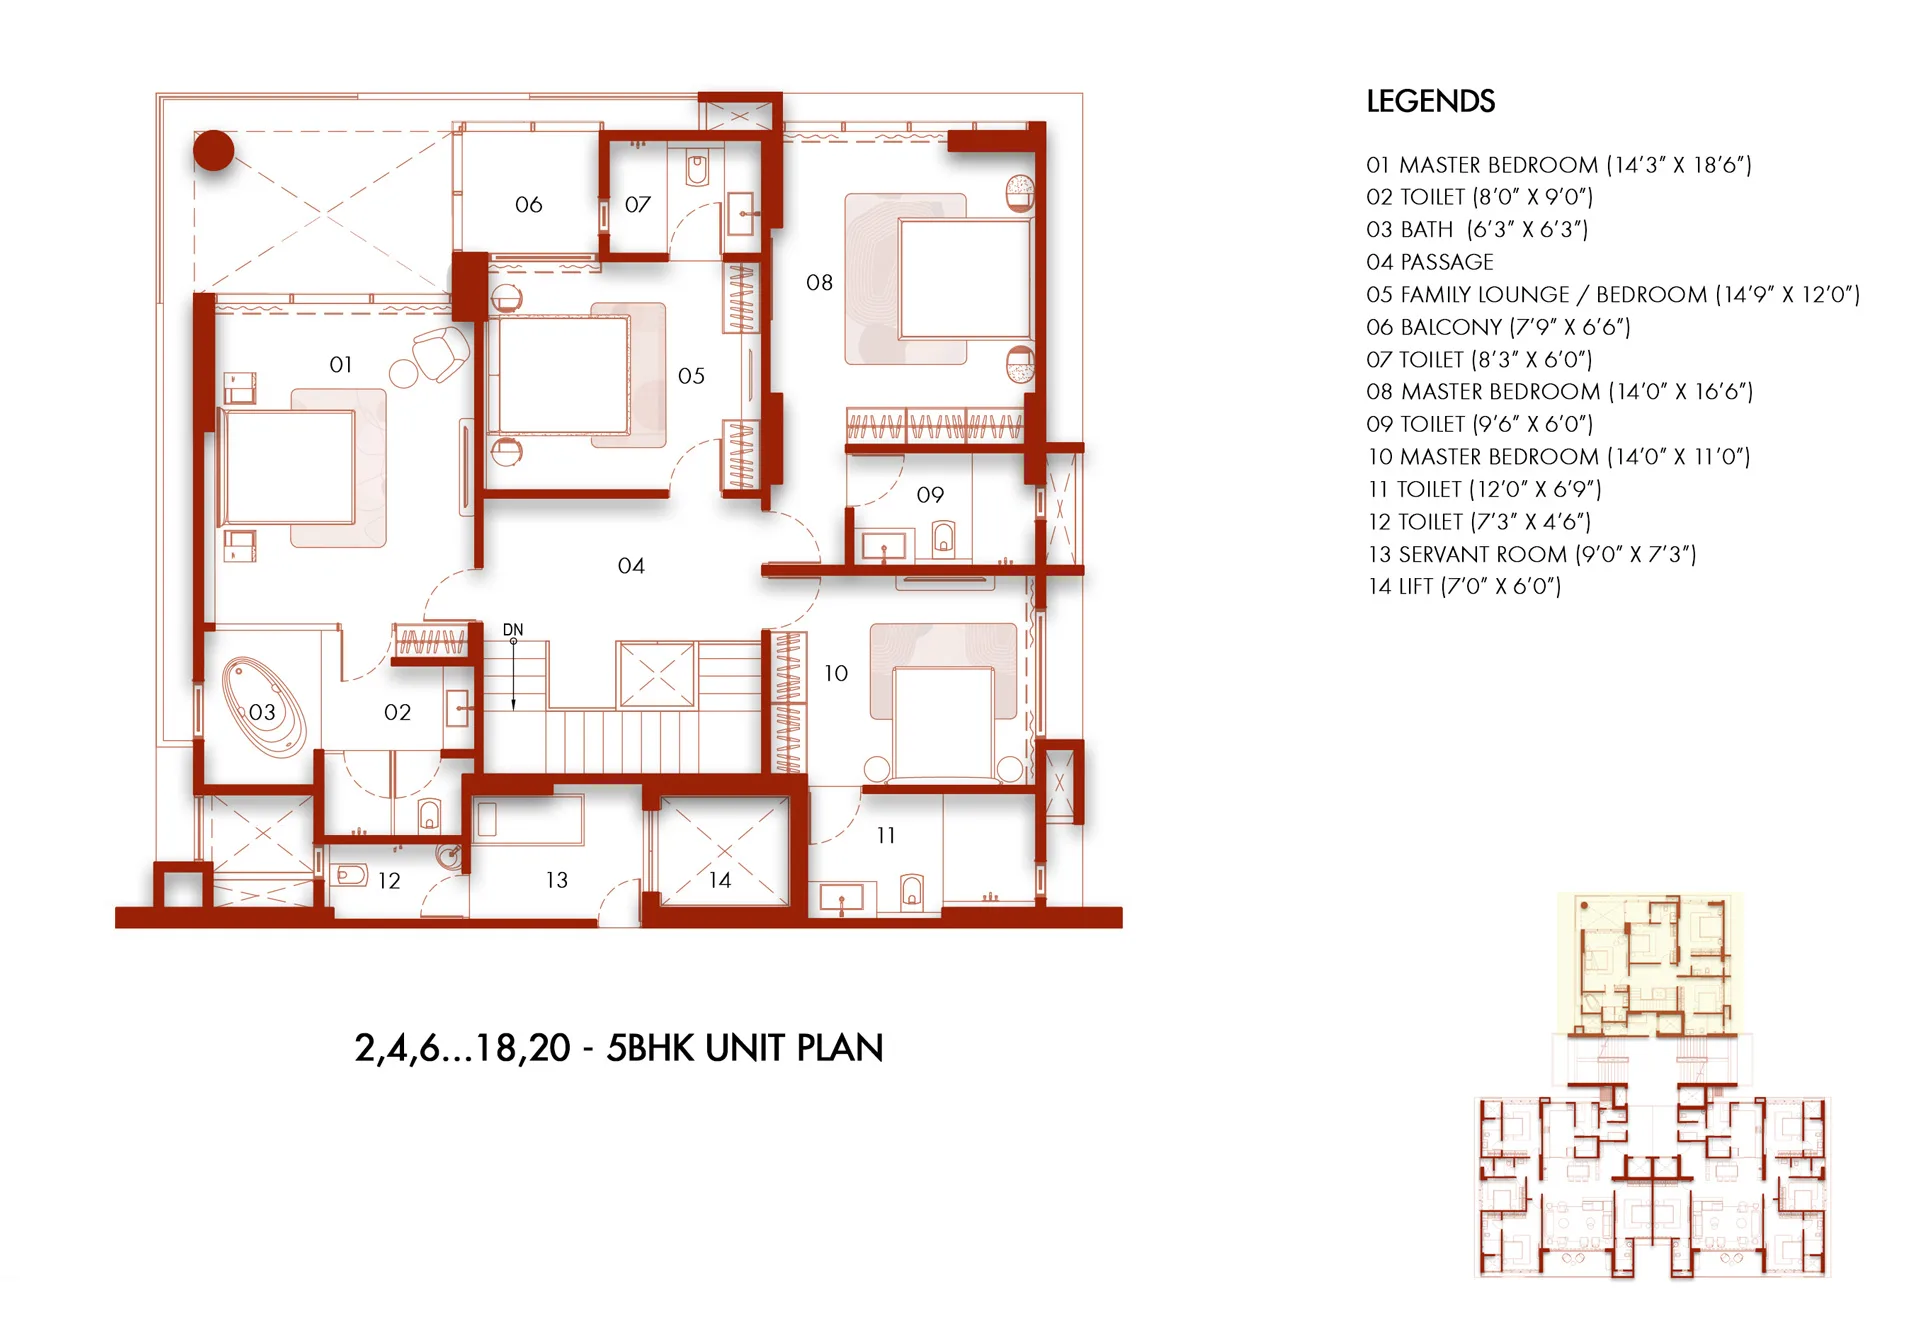 LEGENDS
01 MASTER BEDROOM (14'3" X 18'6")
02 TOILET (8'0" X 9'0")
03 BATH (6'3" X 6'3")
04 PASSAGE
05 FAMILY LOUNGE / BEDROOM (14'9" X 12'0")
06 BALCONY (7'9" X 6'6")
07 TOILET (8'3" X 6'0")
08 MASTER BEDROOM (14'0" X 16'6")
09 TOILET (9'6" X 6'0")
10 MASTER BEDROOM (14'0" X 11'0")
11 TOILET (12'0" X 6'9")
12 TOILET (7'3" X 4'6")
13 SERVANT ROOM (9'0" X 7'3")
14 LIFT (7'0" X 6'0")
06
07
08
01
05
09
04
DN
10
03
02
11
12
13
14
2,4,6...18,20 - 5BHK UNIT PLAN